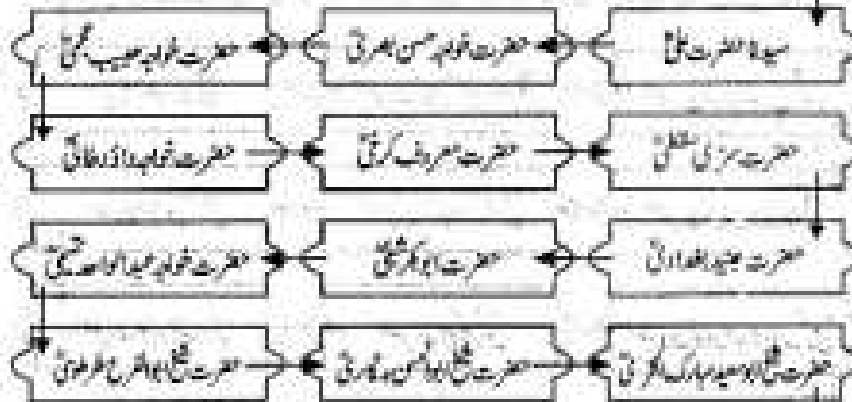 سیدنا حضرت علیؓ
حضرت خواجہ حسن بصریؒ
حضرت خواجہ حبیب عجمیؒ
حضرت خواجہ داؤد طائیؒ
حضرت معروف کرخیؒ
حضرت سری سقطیؒ
حضرت جنید بغدادیؒ
حضرت ابوبکر شبلیؒ
حضرت خواجہ عبدالواحد تمیمیؒ
حضرت شیخ ابوالفرح طرطوسیؒ
حضرت شیخ ابوالحسن
حضرت شیخ ابوسعید مبارک